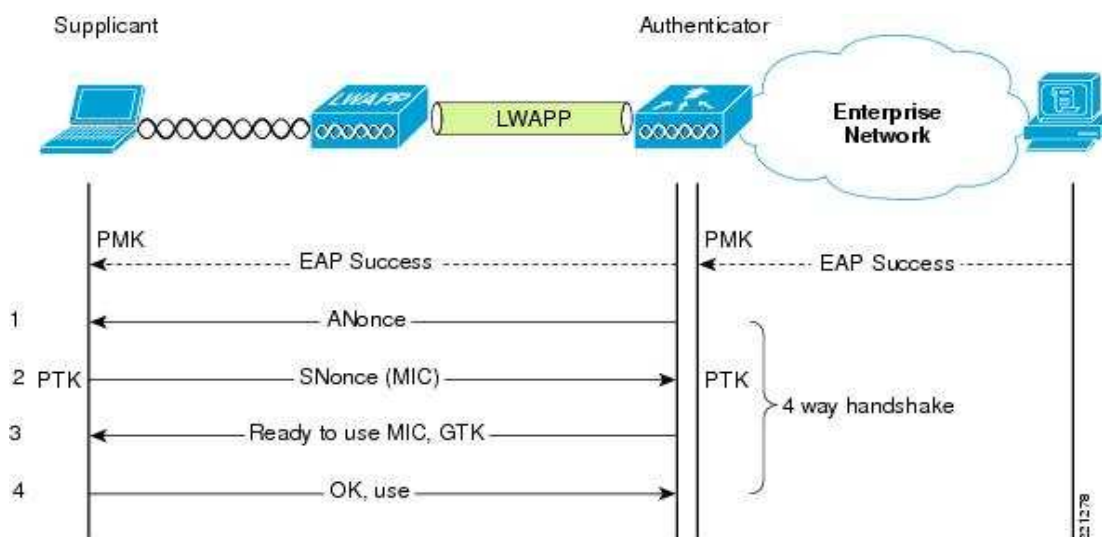 Supplicant
Authenticator
LWAPP
LWAPP
Enterprise
Network
PMK
PMK
EAP Success
EAP Success
1
ANonce
2
PTK
SNonce (MIC)
PTK
4 way handshake
3
Ready to use MIC, GTK
4
OK, use
221278